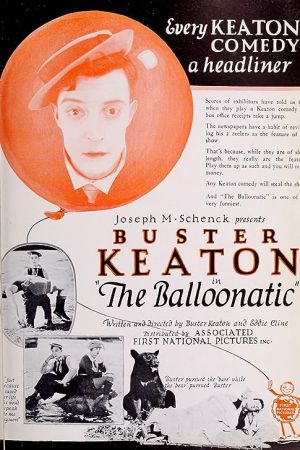 Every KEATON
COMEDY
a headliner
Scores of exhibitors have told us
when they play a Keaton comedy
box office receipts take a jump.
The newspapers have a habit of
ing his 2 reelers as the feature of
show.
That's because, while they are of
length, they really are the
Play them up as such and you will
money.
Any Keaton comedy will steal the
And "The Balloonatic" is one of
very funniest.
Joseph M. Schenck presents
BUSTER
KEATON
in
"The Balloonatic"
Written and directed by Buster Keaton and Eddie Cline
Distributed by ASSOCIATED
FIRST NATIONAL PICTURES INC.
"Buster pursued the 'bare' while
the 'bear' pursued Buster"
FIRST
NATIONAL
PICTURES